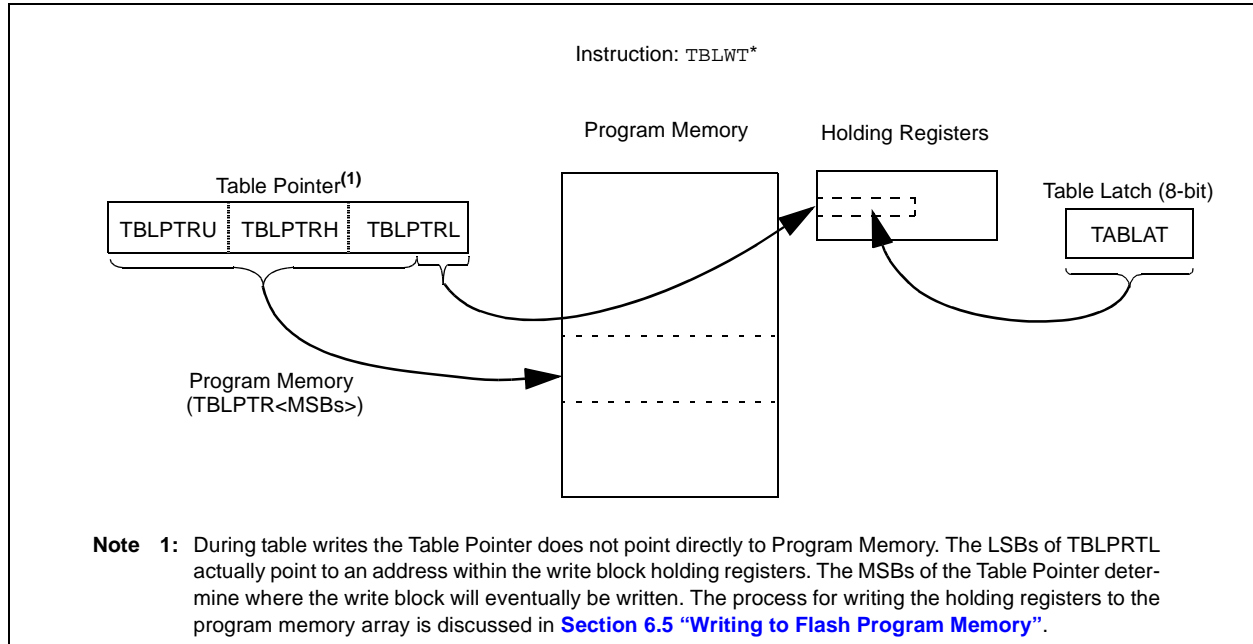 Instruction: TBLWT*
Program Memory
Holding Registers
Table Pointer(1)
Table Latch (8-bit)
TBLPTRU TBLPTRH TBLPTRL
TABLAT
Program Memory
(TBLPTR<MSBs>)
Note 1: During table writes the Table Pointer does not point directly to Program Memory. The LSBs of TBLPRTL
actually point to an address within the write block holding registers. The MSBs of the Table Pointer deter-
mine where the write block will eventually be written. The process for writing the holding registers to the
program memory array is discussed in Section 6.5 “Writing to Flash Program Memory”.